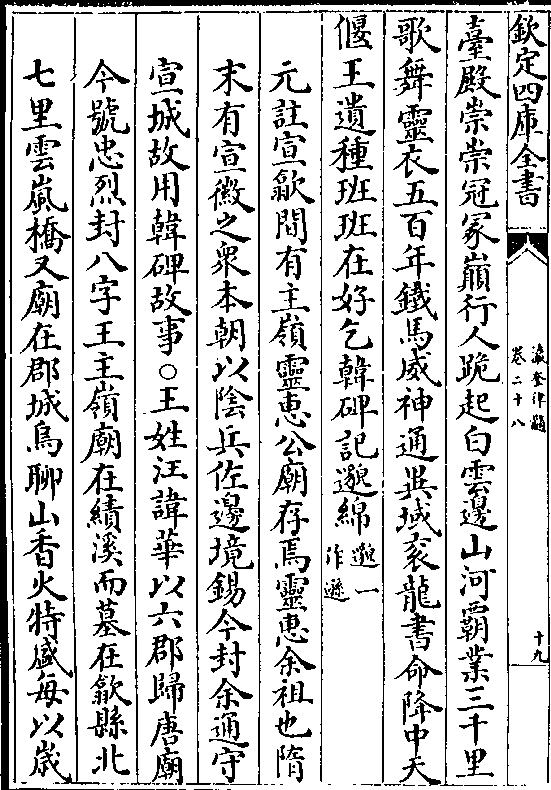 欽定四庫全書
瀛奎律髓
卷二十八
十九
臺殿崇崇冠冢巔行人跪起白雲邊山河霸業三千里
歌舞靈衣五百年鐵馬威神通異域衮龍書命降中天
偃王遺種班班在好乞韓碑記邈綿
邈一
作遜
元註宣歙間有主嶺靈惠公廟存焉靈惠余祖也隋
末有宣徽之衆本朝以陰兵佐邊境錫今封余通守
宣城故用韓碑故事○王姓汪諱華以六郡歸唐廟
今號忠烈封八字王主嶺廟在績溪而墓在歙縣北
七里雲嵐橋又廟在郡城烏聊山香火特盛每以歲